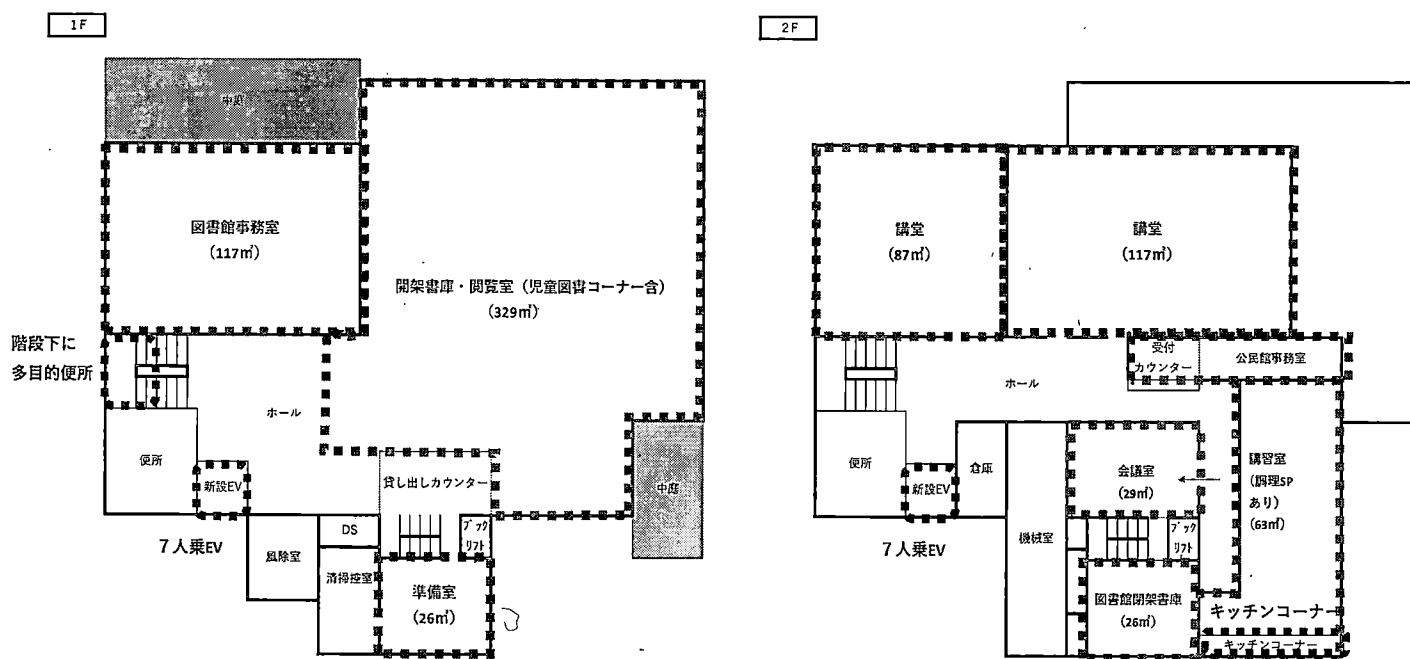 1F
中庭
図書館事務室
(117㎡)
開架書庫・閲覧室(児童図書コーナー含)
(329㎡)
階段下に
多目的便所
ホール
便所
新設EV
7人乗EV
貸し出しカウンター
中庭
DS
ブック
リフト
風除室
清掃控室
準備室
(26㎡)
2F
講堂
(87㎡)
講堂
(117㎡)
受付
カウンター
公民館事務室
ホール
便所
新設EV
7人乗EV
倉庫
機械室
会議室
(29㎡)
講習室
(調理SP
あり)
(63㎡)
ブック
リフト
図書館閉架書庫
(26㎡)
キッチンコーナー
キッチンコーナー